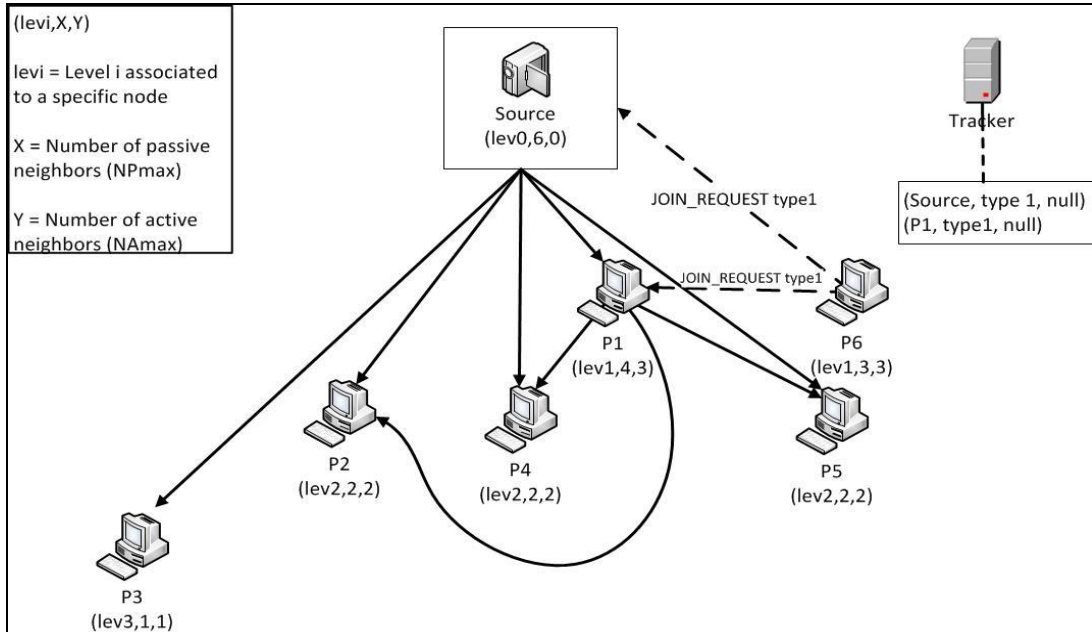 (levi,X,Y)
levi = Level i associated
to a specific node
X = Number of passive
neighbors (NPmax)
Y = Number of active
neighbors (NAmax)
Source
(lev0,6,0)
Tracker
(Source, type 1, null)
(P1, type1, null)
JOIN_REQUEST type1
JOIN_REQUEST type1
P1
(lev1,4,3)
P6
(lev1,3,3)
P2
(lev2,2,2)
P4
(lev2,2,2)
P5
(lev2,2,2)
P3
(lev3,1,1)